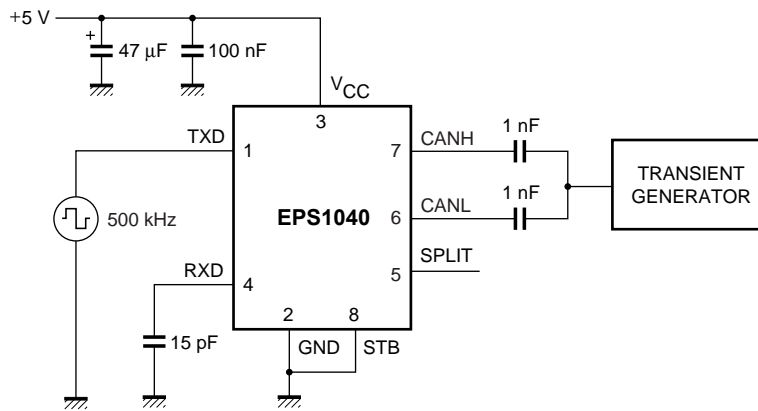 +5 V
+
47 µF
100 nF
VCC
TXD
3
CANH
1 nF
1
7
TRANSIENT
GENERATOR
1 nF
500 kHz
EPS1040
6
CANL
SPLIT
5
RXD
4
2
8
15 pF
GND
STB